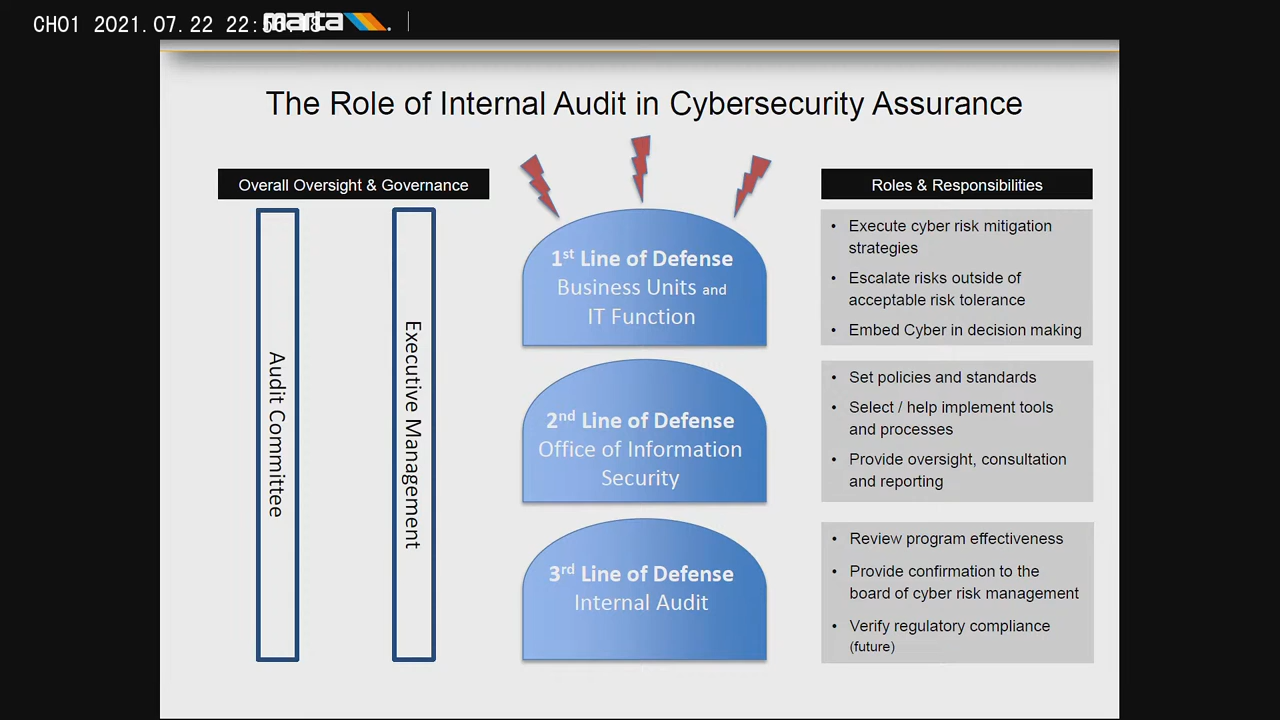 CH01 2021.07.22
marta
The Role of Internal Audit in Cybersecurity Assurance
Overall Oversight & Governance
Audit Committee
Executive Management
1st Line of Defense
Business Units and
IT Function
2nd Line of Defense
Office of Information
Security
3rd Line of Defense
Internal Audit
Roles & Responsibilities
• Execute cyber risk mitigation
strategies
• Escalate risks outside of
acceptable risk tolerance
• Embed Cyber in decision making
• Set policies and standards
• Select / help implement tools
and processes
• Provide oversight, consultation
and reporting
• Review program effectiveness
• Provide confirmation to the
board of cyber risk management
• Verify regulatory compliance
(future)